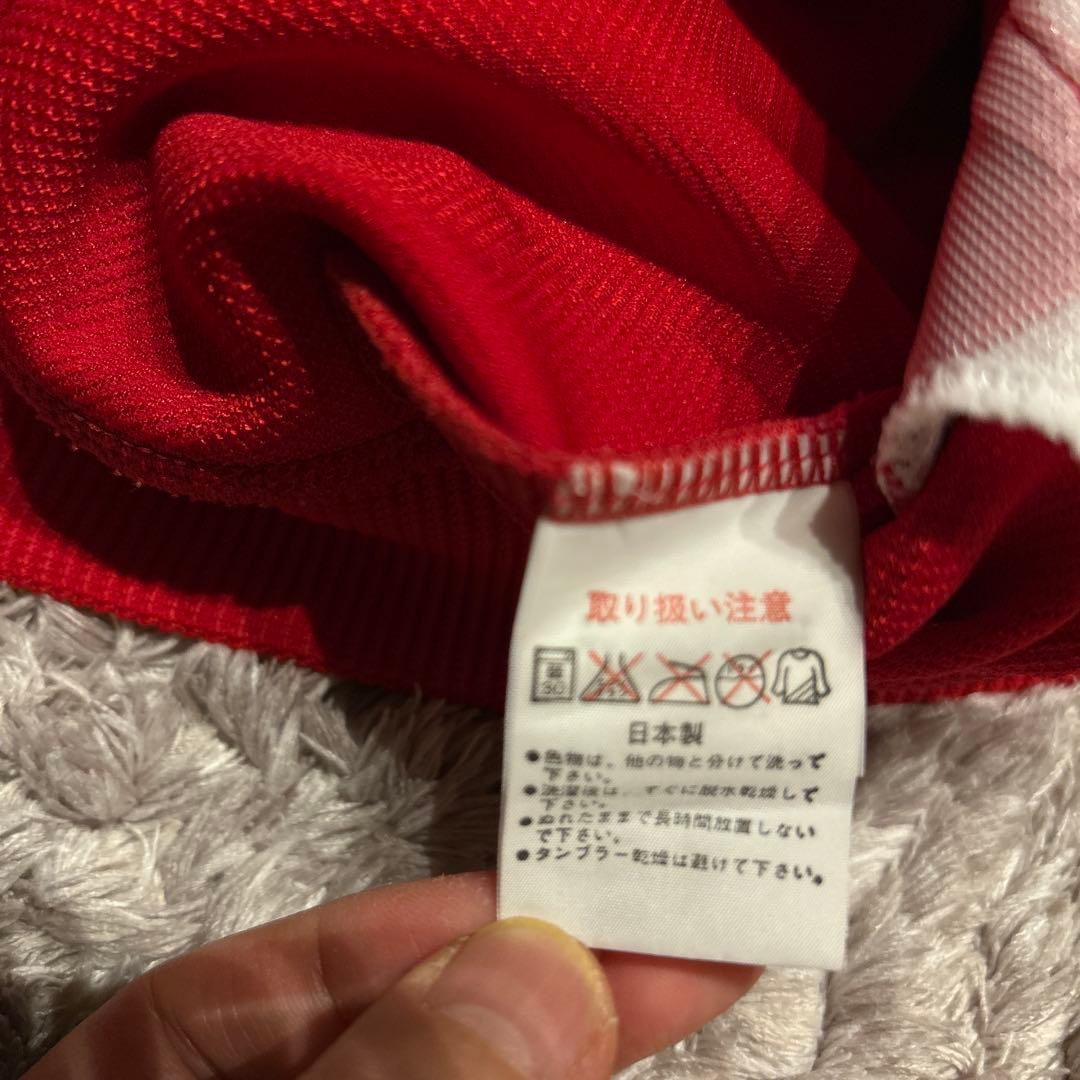 取り扱い注意
30
日本製
●色物は、他の物と分けて洗って
下さい。
●洗濯後は、すぐに脱水乾燥して
下さい。
●ぬれたままで長時間放置しない
で下さい。
●タンブラー乾燥は避けて下さい。